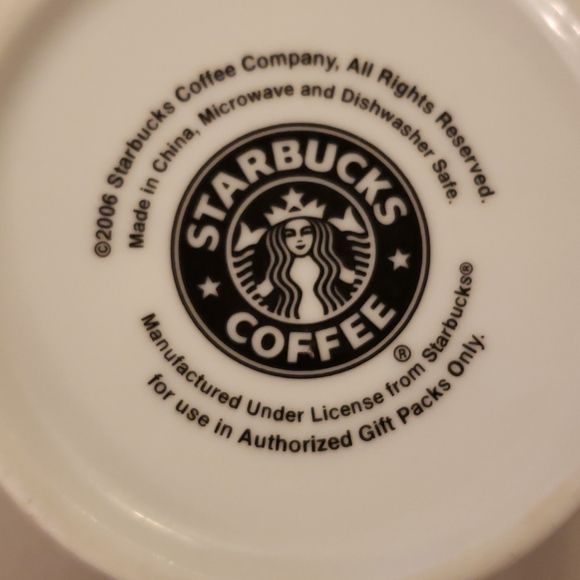 ©2006 Starbucks Coffee Company, All Rights Reserved.
Made in China, Microwave and Dishwasher Safe.
STARBUCKS
COFFEE
®
Manufactured Under License from Starbucks®
for use in Authorized Gift Packs Only.